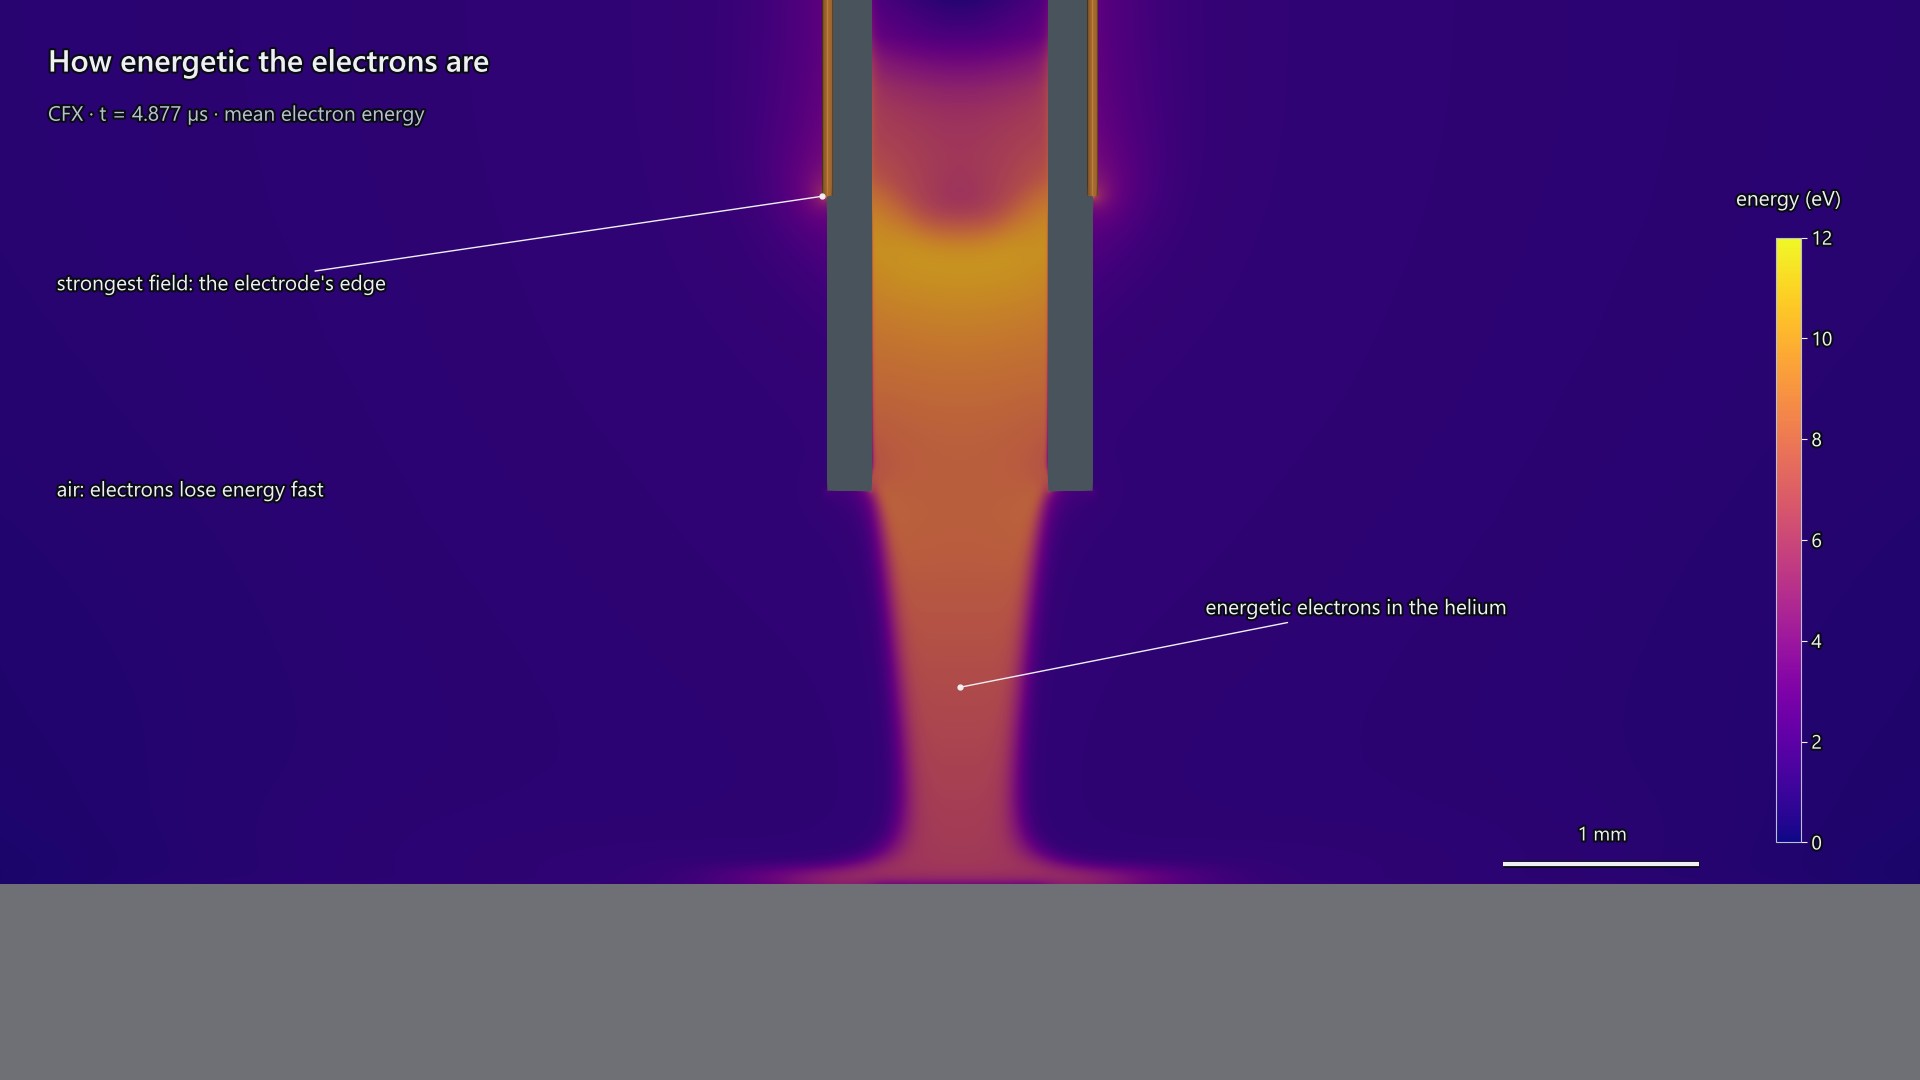 How energetic the electrons are
CFX · t = 4.877 µs · mean electron energy
energy (eV)
12
strongest field: the electrode's edge
10
8
air: electrons lose energy fast
6
energetic electrons in the helium
4
2
1 mm
0